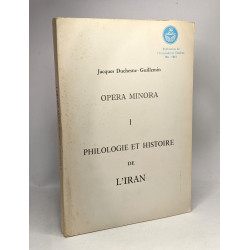 Jacques Duchesne-Guillemin
OPERA MINORA
I
PHILOLOGIE ET HISTOIRE
DE
L'IRAN